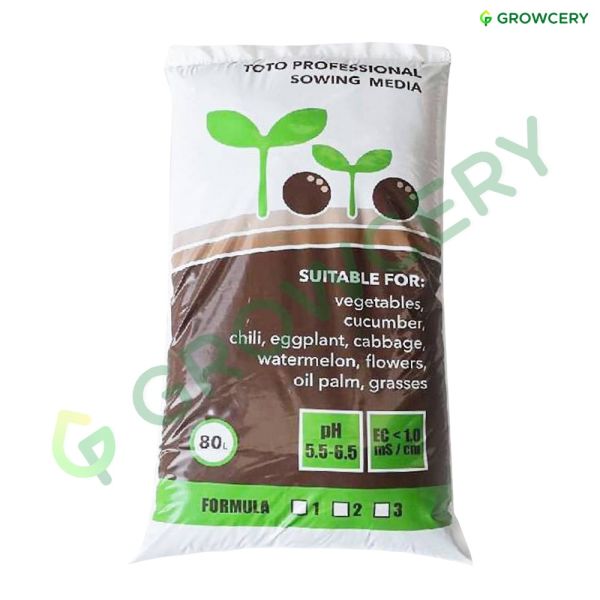 GROWCERY
TOTO PROFESSIONAL
SOWING MEDIA
SUITABLE FOR:
vegetables,
cucumber,
chili, eggplant, cabbage,
watermelon, flowers,
oil palm, grasses
80L
pH
5.5-6.5
EC < 1.0
mS / cm
FORMULA 1 2 3
GROWCERY